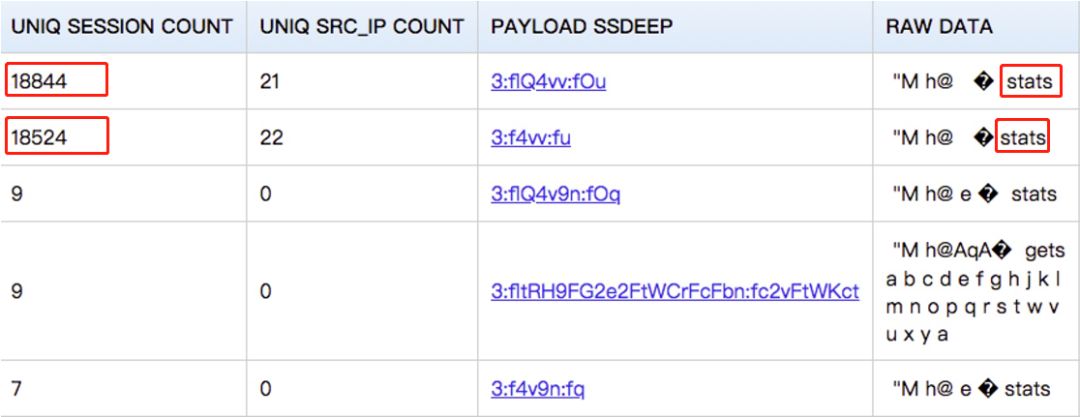 UNIQ SESSION COUNT UNIQ SRC_IP COUNT PAYLOAD SSDEEP RAW DATA
18844 21 3:flQ4vv:fOu "M h@ � stats
18524 22 3:f4vv:fu "M h@ � stats
9 0 3:flQ4v9n:fOq "M h@ e � stats
9 0 3:fltRH9FG2e2FtWCrFcFbn:fc2vFtWKct "M h@AqA� gets
a b c d e f g h j k l
m n o p q r s t w v
u x y a
7 0 3:f4v9n:fq "M h@ e � stats